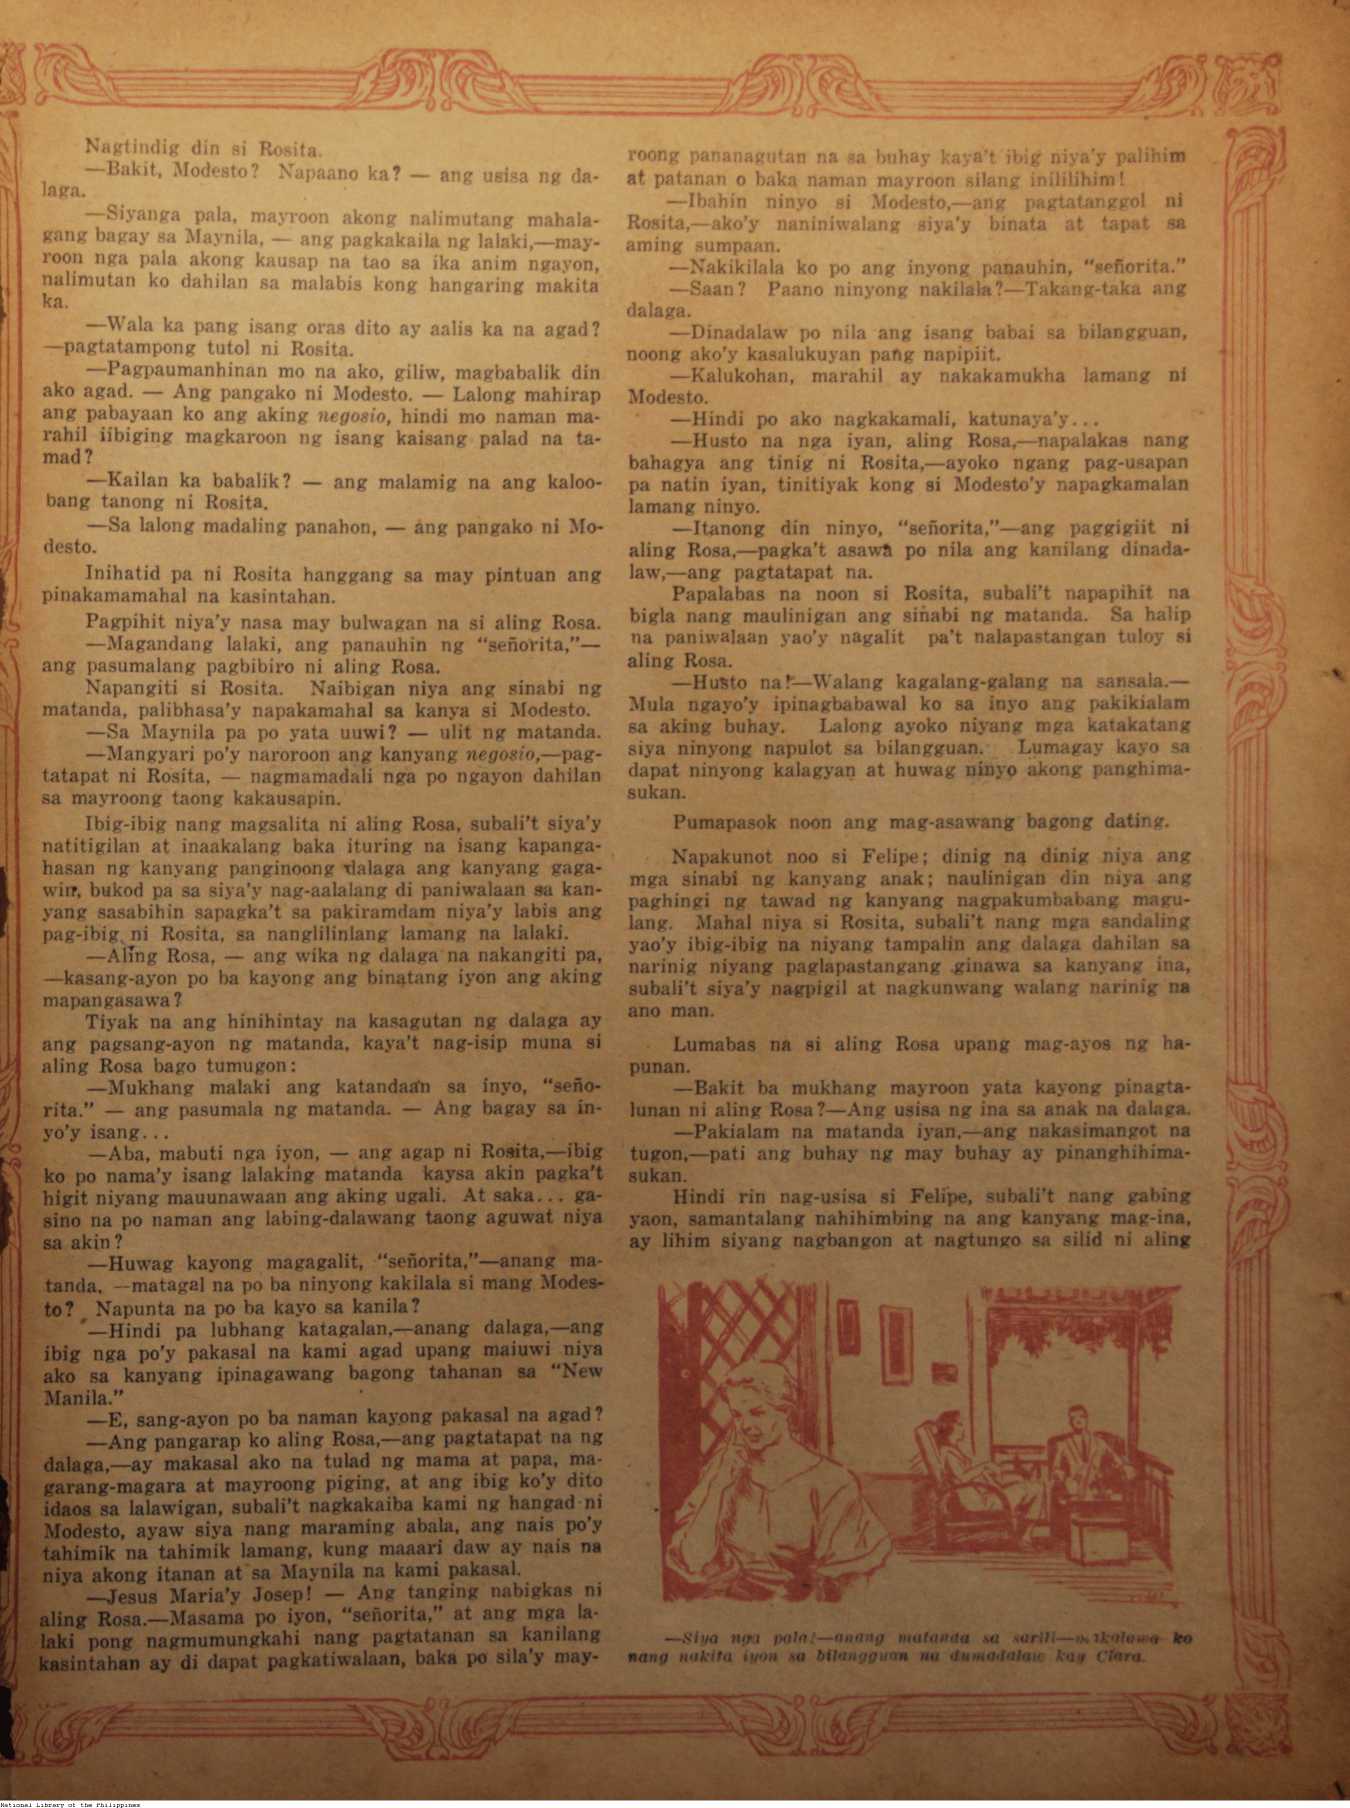 Nagtindig din si Rosita.
—Bakit, Modesto? Napaano ka? — ang usisa ng da-
laga.
—Siyanga pala, mayroon akong nalimutang mahala-
gang bagay sa Maynila, — ang pagkakaila ng lalaki,—may-
roon nga pala akong kausap na tao sa ika anim ngayon,
nalimutan ko dahilan sa malabis kong hangaring makita
ka.
—Wala ka pang isang oras dito ay aalis ka na agad?
—pagtatampong tutol ni Rosita.
—Pagpaumanhinan mo na ako, giliw, magbabalik din
ako agad. — Ang pangako ni Modesto. — Lalong mahirap
ang pabayaan ko ang aking negosio, hindi mo naman ma-
rahil iibiging magkaroon ng isang kaisang palad na ta-
mad?
—Kailan ka babalik? — ang malamig na ang kaloo-
bang tanong ni Rosita.
—Sa lalong madaling panahon, — ang pangako ni Mo-
desto.
Inihatid pa ni Rosita hanggang sa may pintuan ang
pinakamamahal na kasintahan.
Pagpihit niya'y nasa may bulwagan na si aling Rosa.
—Magandang lalaki, ang panauhin ng "señorita,"—
ang pasumalang pagbibiro ni aling Rosa.
Napangiti si Rosita. Naibigan niya ang sinabi ng
matanda, palibhasa'y napakamahal sa kanya si Modesto.
—Sa Maynila pa po yata uuwi? — ulit ng matanda.
—Mangyari po'y naroroon ang kanyang negosio,—pag-
tatapat ni Rosita, — nagmamadali nga po ngayon dahilan
sa mayroong taong kakausapin.
Ibig-ibig nang magsalita ni aling Rosa, subali't siya'y
natitigilan at inaakalang baka ituring na isang kapanga-
hasan ng kanyang panginoong dalaga ang kanyang gaga-
win, bukod pa sa siya'y nag-aalalang di paniwalaan sa kan-
yang sasabihin sapagka't sa pakiramdam niya'y labis ang
pag-ibig ni Rosita, sa nanglilinlang lamang na lalaki.
—Aling Rosa, — ang wika ng dalaga na nakangiti pa,
—kasang-ayon po ba kayong ang binatang iyon ang aking
mapangasawa?
Tiyak na ang hinihintay na kasagutan ng dalaga ay
ang pagsang-ayon ng matanda, kaya't nag-isip muna si
aling Rosa bago tumugon:
—Mukhang malaki ang katandaan sa inyo, "seño-
rita." — ang pasumala ng matanda. — Ang bagay sa in-
yo'y isang...
—Aba, mabuti nga iyon, — ang agap ni Rosita,—ibig
ko po nama'y isang lalaking matanda kaysa akin pagka't
higit niyang mauunawaan ang aking ugali. At saka... ga-
sino na po naman ang labing-dalawang taong aguwat niya
sa akin?
—Huwag kayong magagalit, "señorita,"—anang ma-
tanda, —matagal na po ba ninyong kakilala si mang Modes-
to? Napunta na po ba kayo sa kanila?
—Hindi pa lubhang katagalan,—anang dalaga,—ang
ibig nga po'y pakasal na kami agad upang maiuwi niya
ako sa kanyang ipinagawang bagong tahanan sa "New
Manila."
—E, sang-ayon po ba naman kayong pakasal na agad?
—Ang pangarap ko aling Rosa,—ang pagtatapat na ng
dalaga,—ay makasal ako na tulad ng mama at papa, ma-
garang-magara at mayroong piging, at ang ibig ko'y dito
idaos sa lalawigan, subali't nagkakaiba kami ng hangad ni
Modesto, ayaw siya nang maraming abala, ang nais po'y
tahimik na tahimik lamang, kung maaari daw ay nais na
niya akong itanan at sa Maynila na kami pakasal.
—Jesus Maria'y Josep! — Ang tanging nabigkas ni
aling Rosa.—Masama po iyon, "señorita," at ang mga la-
laki pong nagmumungkahi nang pagtatanan sa kanilang
kasintahan ay di dapat pagkatiwalaan, baka po sila'y may-
roong pananagutan na sa buhay kaya't ibig niya'y palihim
at patanan o baka naman mayroon silang inililihim!
—Ibahin ninyo si Modesto,—ang pagtatanggol ni
Rosita,—ako'y naniniwalang siya'y binata at tapat sa
aming sumpaan.
—Nakikilala ko po ang inyong panauhin, "señorita."
—Saan? Paano ninyong nakilala?—Takang-taka ang
dalaga.
—Dinadalaw po nila ang isang babai sa bilangguan,
noong ako'y kasalukuyan pang napipiit.
—Kalukohan, marahil ay nakakamukha lamang ni
Modesto.
—Hindi po ako nagkakamali, katunaya'y...
—Husto na nga iyan, aling Rosa,—napalakas nang
bahagya ang tinig ni Rosita,—ayoko ngang pag-usapan
pa natin iyan, tinitiyak kong si Modesto'y napagkamalan
lamang ninyo.
—Itanong din ninyo, "señorita,"—ang paggigiit ni
aling Rosa,—pagka't asawa po nila ang kanilang dinada-
law,—ang pagtatapat na.
Papalabas na noon si Rosita, subali't napapihit na
bigla nang maulinigan ang sinabi ng matanda. Sa halip
na paniwalaan yao'y nagalit pa't nalapastangan tuloy si
aling Rosa.
—Husto na!—Walang kagalang-galang na sansala.—
Mula ngayo'y ipinagbabawal ko sa inyo ang pakikialam
sa aking buhay. Lalong ayoko niyang mga katakatang
siya ninyong napulot sa bilangguan. Lumagay kayo sa
dapat ninyong kalagyan at huwag ninyo akong panghima-
sukan.
Pumapasok noon ang mag-asawang bagong dating.
Napakunot noo si Felipe; dinig na dinig niya ang
mga sinabi ng kanyang anak; naulinigan din niya ang
paghingi ng tawad ng kanyang nagpakumbabang magu-
lang. Mahal niya si Rosita, subali't nang mga sandaling
yao'y ibig-ibig na niyang tampalin ang dalaga dahilan sa
narinig niyang paglapastangang ginawa sa kanyang ina,
subali't siya'y nagpigil at nagkunwang walang narinig na
ano man.
Lumabas na si aling Rosa upang mag-ayos ng ha-
punan.
—Bakit ba mukhang mayroon yata kayong pinagta-
lunan ni aling Rosa?—Ang usisa ng ina sa anak na dalaga.
—Pakialam na matanda iyan,—ang nakasimangot na
tugon,—pati ang buhay ng may buhay ay pinanghihima-
sukan.
Hindi rin nag-usisa si Felipe, subali't nang gabing
yaon, samantalang nahihimbing na ang kanyang mag-ina,
ay lihim siyang nagbangon at nagtungo sa silid ni aling
—Siya nga pala!—anang matanda sa sarili—makalawa ko
nang nakita iyon sa bilangguan na dumadalaw kay Clara.
National Library of the Philippines